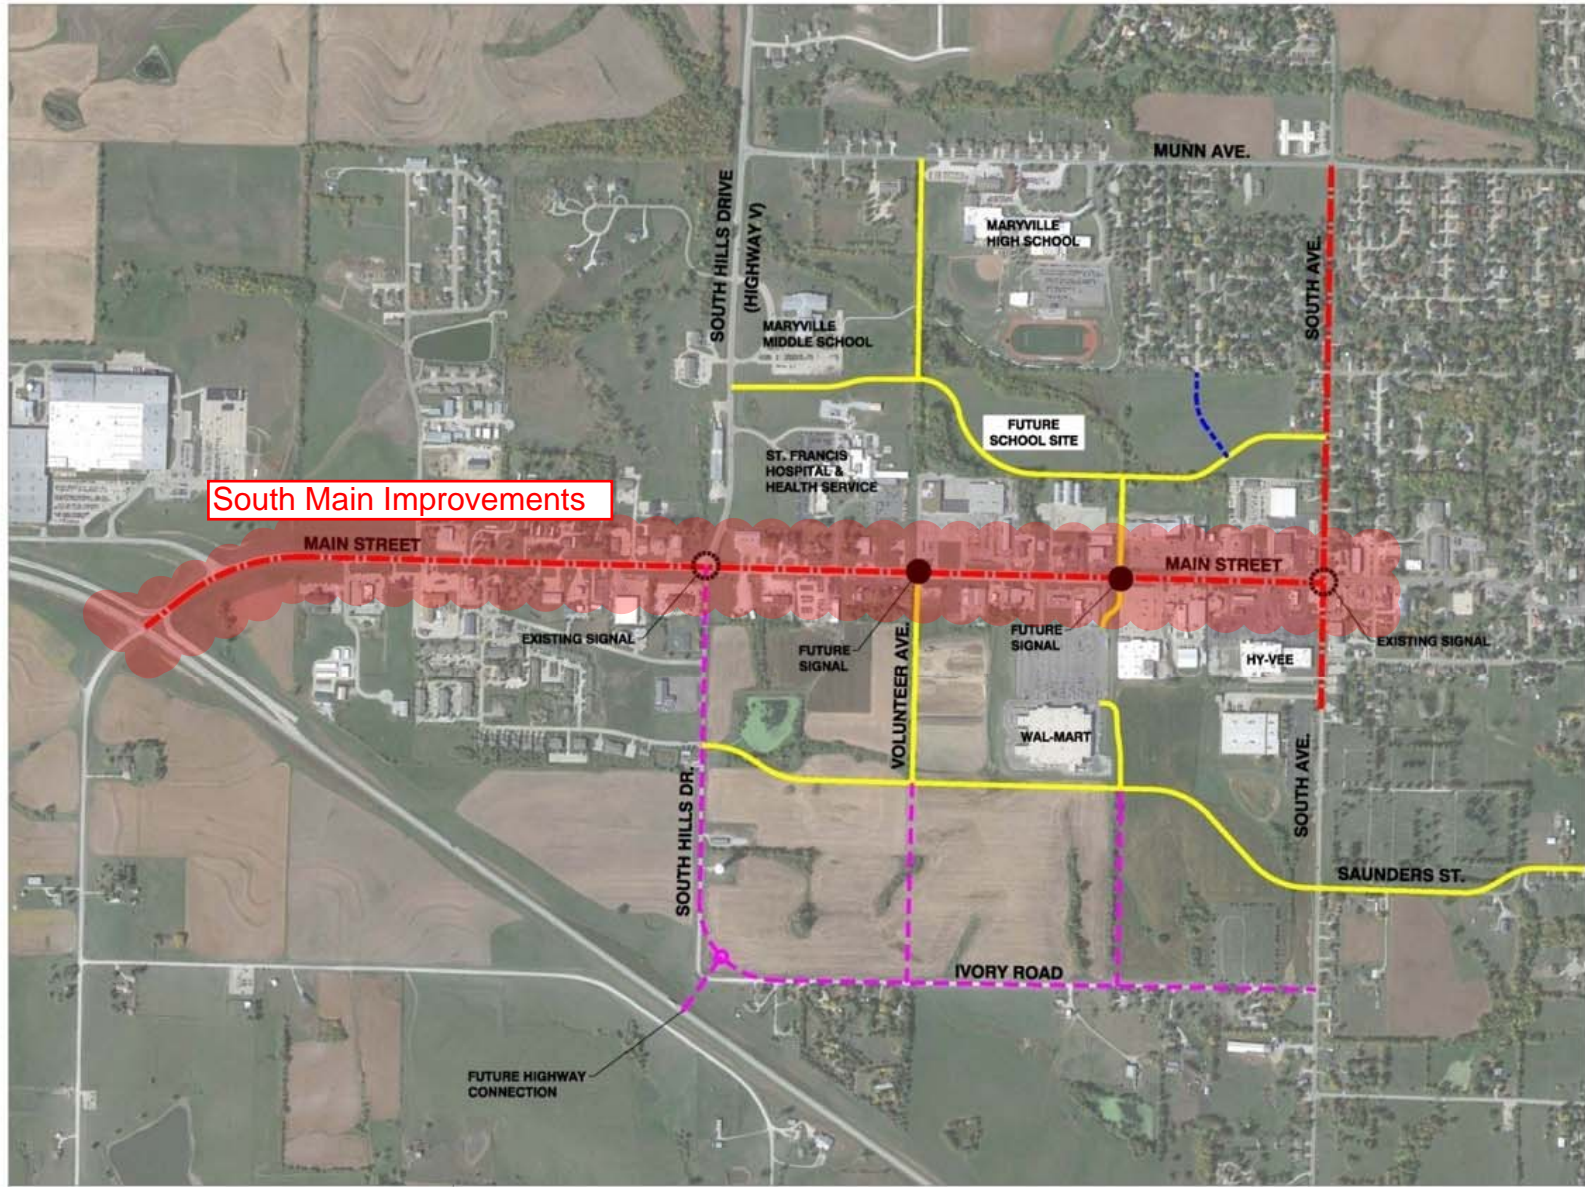 MUNN AVE.
SOUTH HILLS DRIVE
(HIGHWAY V)
MARYVILLE
HIGH SCHOOL
SOUTH AVE.
MARYVILLE
MIDDLE SCHOOL
FUTURE
SCHOOL SITE
ST. FRANCIS
HOSPITAL &
HEALTH SERVICE
South Main Improvements
MAIN STREET
MAIN STREET
EXISTING SIGNAL
FUTURE
SIGNAL
VOLUNTEER AVE.
FUTURE
SIGNAL
HY-VEE
EXISTING SIGNAL
WAL-MART
SOUTH HILLS DR.
SOUTH AVE.
SAUNDERS ST.
IVORY ROAD
FUTURE HIGHWAY
CONNECTION